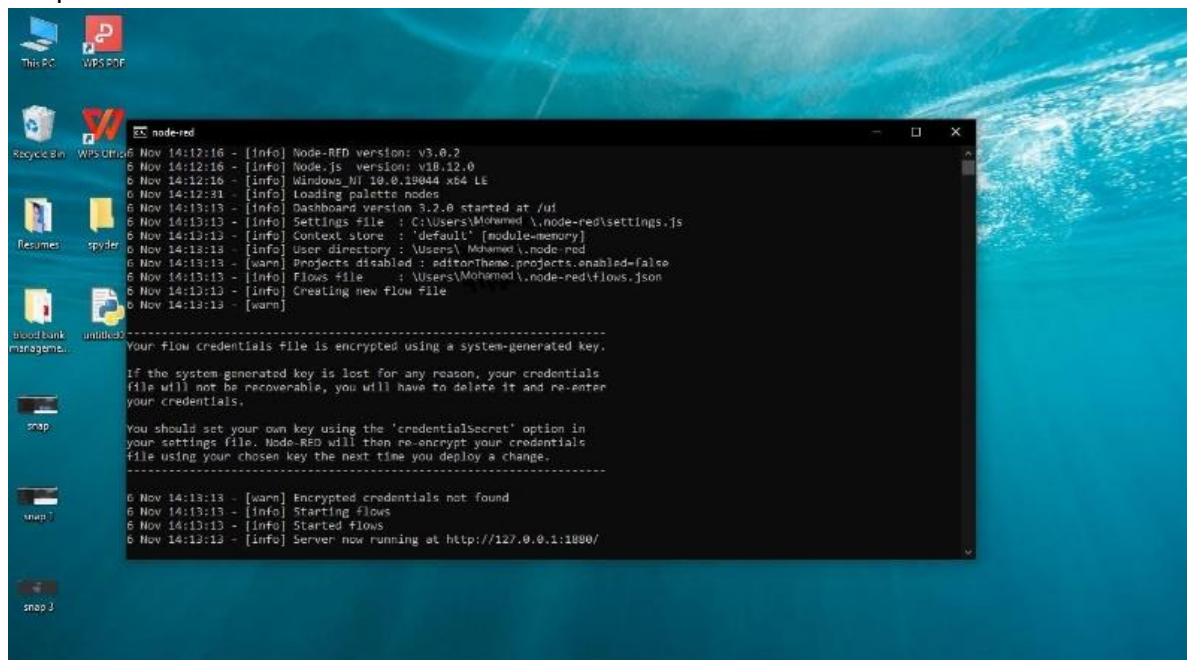 This PC
WPS PDF
Recycle Bin
WPS Office
Resumes
spyder
blood bank
manageme...
untitled0
snap
snap 1
snap 3
node-red
6 Nov 14:12:16 - [info] Node-RED version: v3.0.2
6 Nov 14:12:16 - [info] Node.js  version: v18.12.0
6 Nov 14:12:16 - [info] Windows_NT 10.0.19044 x64 LE
6 Nov 14:12:31 - [info] Loading palette nodes
6 Nov 14:13:13 - [info] Dashboard version 3.2.0 started at /ui
6 Nov 14:13:13 - [info] Settings file  : C:\Users\Mohamed \.node-red\settings.js
6 Nov 14:13:13 - [info] Context store  : 'default' [module=memory]
6 Nov 14:13:13 - [info] User directory : \Users\ Mohamed \.node-red
6 Nov 14:13:13 - [warn] Projects disabled : editorTheme.projects.enabled=false
6 Nov 14:13:13 - [info] Flows file     : \Users\Mohamed \.node-red\flows.json
6 Nov 14:13:13 - [info] Creating new flow file
6 Nov 14:13:13 - [warn]
---------------------------------------------------------------------
Your flow credentials file is encrypted using a system-generated key.
If the system-generated key is lost for any reason, your credentials
file will not be recoverable, you will have to delete it and re-enter
your credentials.
You should set your own key using the 'credentialSecret' option in
your settings file. Node-RED will then re-encrypt your credentials
file using your chosen key the next time you deploy a change.
---------------------------------------------------------------------
6 Nov 14:13:13 - [warn] Encrypted credentials not found
6 Nov 14:13:13 - [info] Starting flows
6 Nov 14:13:13 - [info] Started flows
6 Nov 14:13:13 - [info] Server now running at http://127.0.0.1:1880/